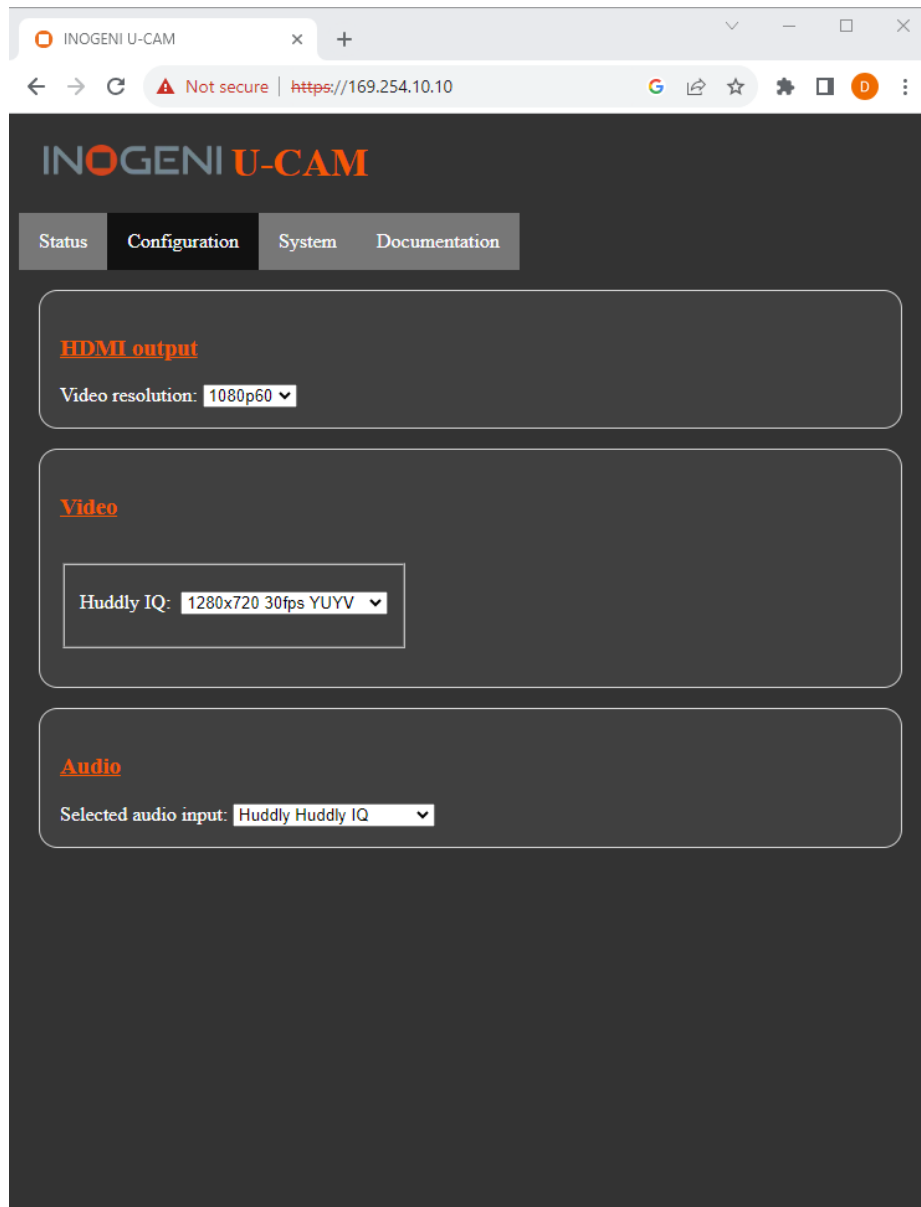 INOGENI U-CAM
Not secure | https://169.254.10.10
G
D
INOGENI U-CAM
Status Configuration System Documentation
HDMI output
Video resolution: 1080p60
Video
Huddly IQ: 1280x720 30fps YUYV
Audio
Selected audio input: Huddly Huddly IQ